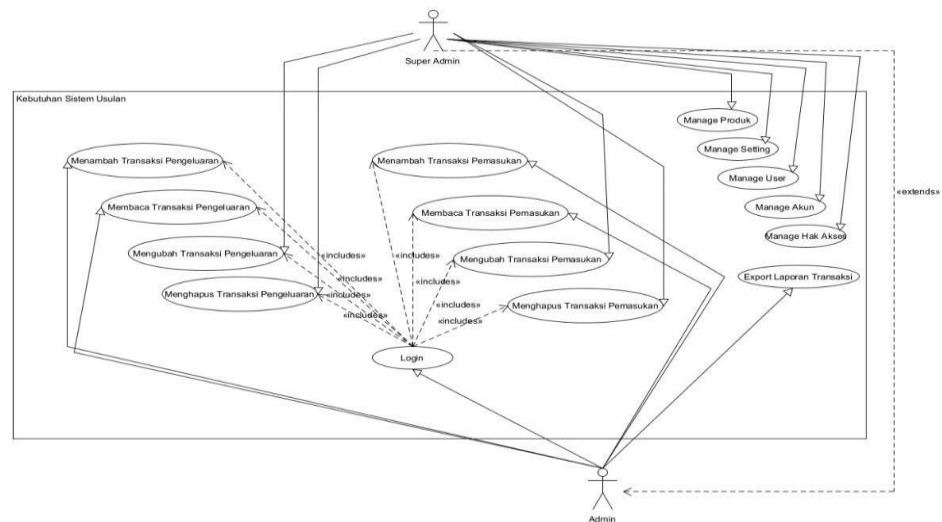 Super Admin
Kebutuhan Sistem Usulan
Manage Produk
Manage Setting
Menambah Transaksi Pengeluaran
Menambah Transaksi Pemasukan
Manage User
«extends»
Membaca Transaksi Pengeluaran
Membaca Transaksi Pemasukan
Manage Akun
Manage Hak Akses
Mengubah Transaksi Pengeluaran
«includes»
«includes»
Mengubah Transaksi Pemasukan
Export Laporan Transaksi
«includes»
«includes»
Menghapus Transaksi Pengeluaran
«includes»
«includes»
Menghapus Transaksi Pemasukan
«includes»
«includes»
Login
Admin